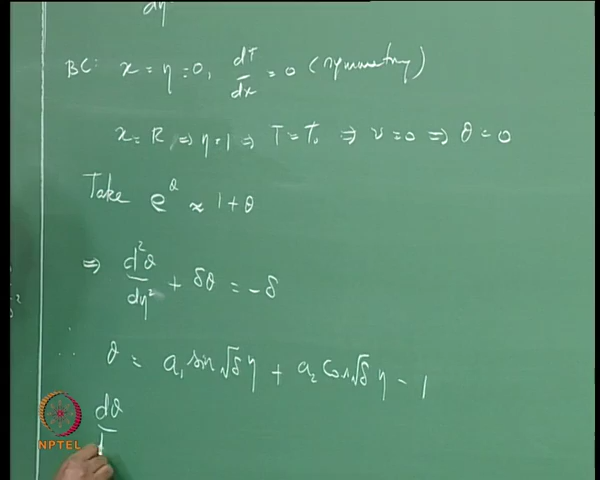 dη
BC: x = η = 0, dT/dx = 0 (symmetry)
x = R, ⇒ η = 1 ⇒ T = T₀ ⇒ v = 0 ⇒ θ = 0
Take e^θ ≈ 1 + θ
⇒ d²θ/dη² + δθ = -δ
∴ θ = a₁ sin√δ η + a₂ cos√δ η - 1
dθ
NPTEL